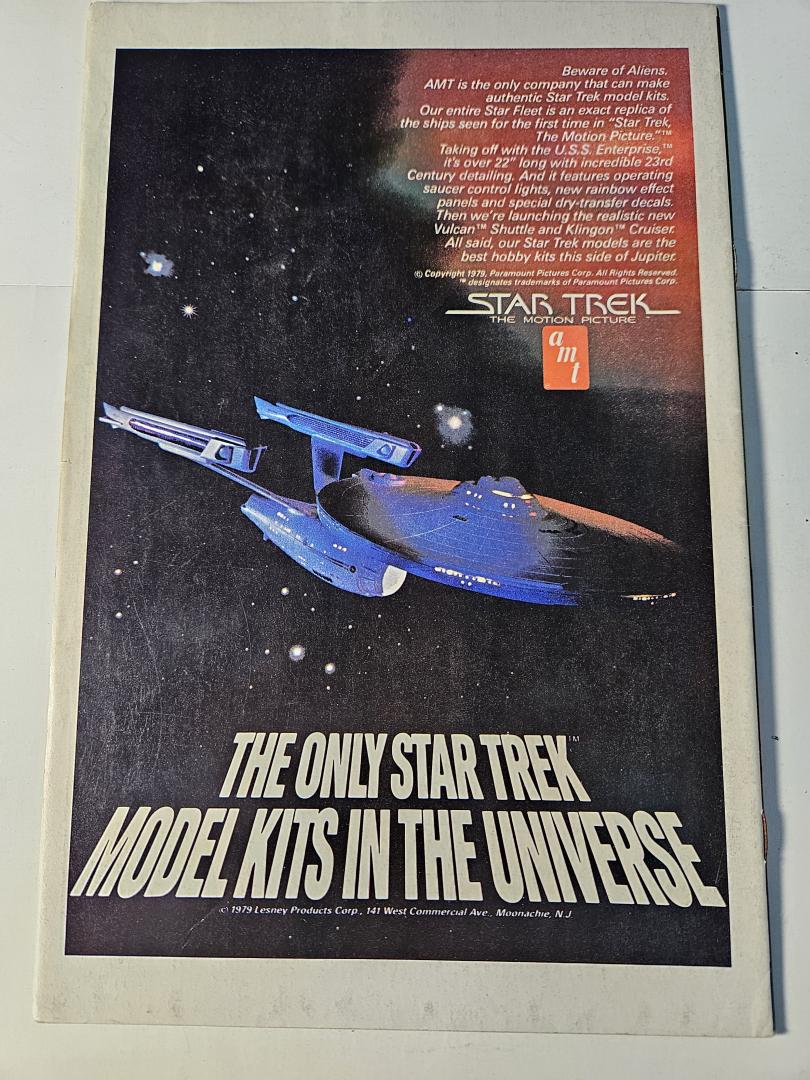 Beware of Aliens.
AMT is the only company that can make
authentic Star Trek model kits.
Our entire Star Fleet is an exact replica of
the ships seen for the first time in "Star Trek,
The Motion Picture."™
Taking off with the U.S.S. Enterprise,™
it's over 22" long with incredible 23rd
Century detailing. And it features operating
saucer control lights, new rainbow effect
panels and special dry-transfer decals.
Then we're launching the realistic new
Vulcan™ Shuttle and Klingon™ Cruiser.
All said, our Star Trek models are the
best hobby kits this side of Jupiter.
© Copyright 1979, Paramount Pictures Corp. All Rights Reserved.
™ designates trademarks of Paramount Pictures Corp.
STAR TREK
THE MOTION PICTURE
amt
THE ONLY STAR TREK™
MODEL KITS IN THE UNIVERSE
© 1979 Lesney Products Corp., 141 West Commercial Ave., Moonachie, N.J.